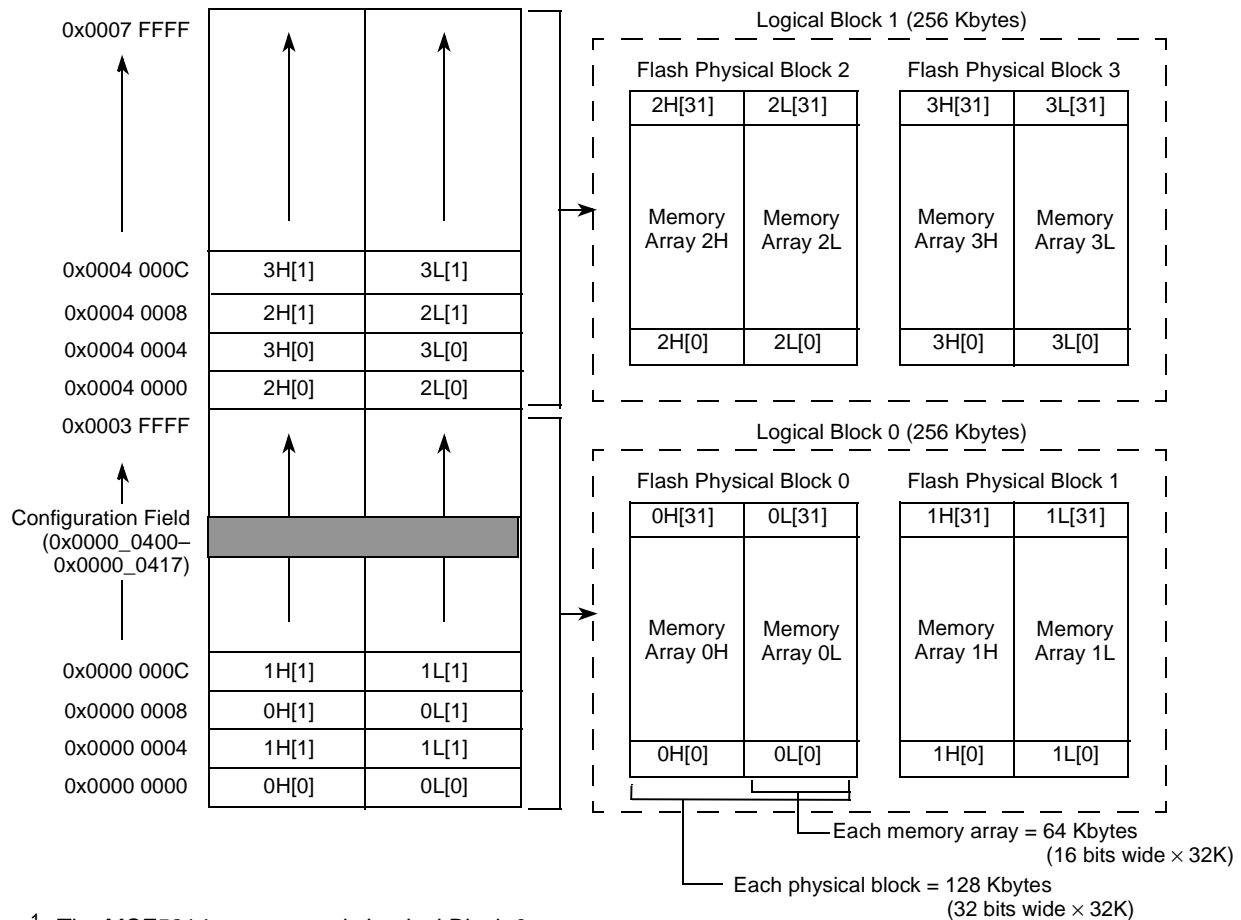 0x0007 FFFF
0x0004 000C 3H[1] 3L[1]
0x0004 0008 2H[1] 2L[1]
0x0004 0004 3H[0] 3L[0]
0x0004 0000 2H[0] 2L[0]
0x0003 FFFF
Configuration Field
(0x0000_0400–
0x0000_0417)
0x0000 000C 1H[1] 1L[1]
0x0000 0008 0H[1] 0L[1]
0x0000 0004 1H[1] 1L[1]
0x0000 0000 0H[0] 0L[0]
Logical Block 1 (256 Kbytes)
Flash Physical Block 2 Flash Physical Block 3
2H[31] 2L[31] 3H[31] 3L[31]
Memory Memory Memory Memory
Array 2H Array 2L Array 3H Array 3L
2H[0] 2L[0] 3H[0] 3L[0]
Logical Block 0 (256 Kbytes)
Flash Physical Block 0 Flash Physical Block 1
0H[31] 0L[31] 1H[31] 1L[31]
Memory Memory Memory Memory
Array 0H Array 0L Array 1H Array 1L
0H[0] 0L[0] 1H[0] 1L[0]
Each memory array = 64 Kbytes
(16 bits wide × 32K)
Each physical block = 128 Kbytes
(32 bits wide × 32K)
1